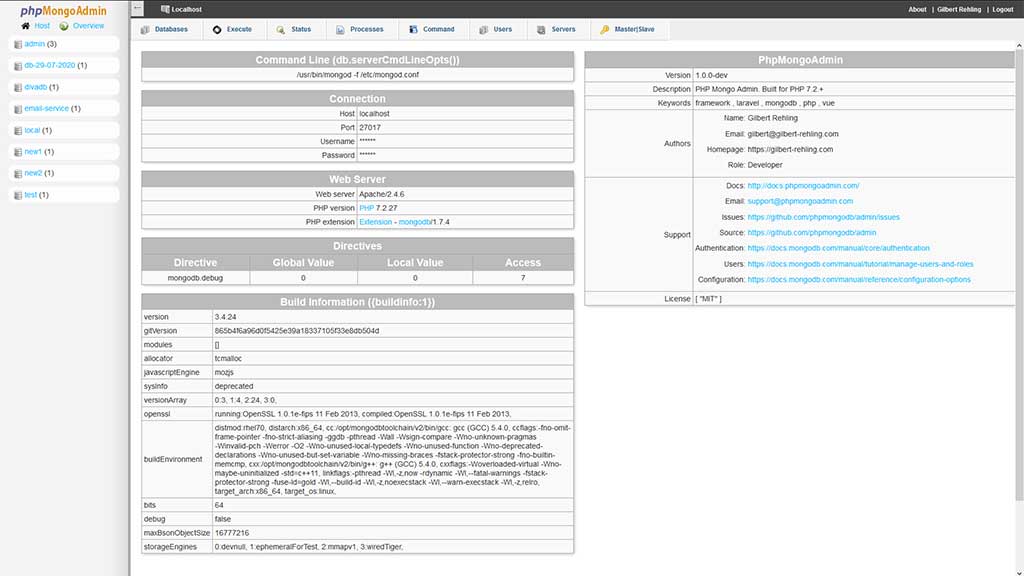 phpMongoAdmin
Host Overview
admin (3)
db-29-07-2020 (1)
divadb (1)
email-service (1)
local (1)
new1 (1)
new2 (1)
test (1)
Localhost
About | Gilbert Rehling | Logout
Databases Execute Status Processes Command Users Servers Master|Slave
Command Line (db.serverCmdLineOpts())
/usr/bin/mongod -f /etc/mongod.conf
Connection
Host localhost
Port 27017
Username ******
Password ******
Web Server
Web server Apache/2.4.6
PHP version PHP 7.2.27
PHP extension Extension - mongodb/1.7.4
Directives
Directive Global Value Local Value Access
mongodb.debug 0 0 7
Build Information ({buildinfo:1})
version 3.4.24
gitVersion 865b4f6a96d0f5425e39a18337105f33e8db504d
modules []
allocator tcmalloc
javascriptEngine mozjs
sysInfo deprecated
versionArray 0:3, 1:4, 2:24, 3:0,
openssl running:OpenSSL 1.0.1e-fips 11 Feb 2013, compiled:OpenSSL 1.0.1e-fips 11 Feb 2013,
buildEnvironment distmod:rhel70, distarch:x86_64, cc:/opt/mongodbtoolchain/v2/bin/gcc: gcc (GCC) 5.4.0, ccflags:-fno-omit-
frame-pointer -fno-strict-aliasing -ggdb -pthread -Wall -Wsign-compare -Wno-unknown-pragmas
-Winvalid-pch -Werror -O2 -Wno-unused-local-typedefs -Wno-unused-function -Wno-deprecated-
declarations -Wno-unused-but-set-variable -Wno-missing-braces -fstack-protector-strong -fno-builtin-
memcmp, cxx:/opt/mongodbtoolchain/v2/bin/g++: g++ (GCC) 5.4.0, cxxflags:-Woverloaded-virtual -Wno-
maybe-uninitialized -std=c++11, linkflags:-pthread -Wl,-z,now -rdynamic -Wl,--fatal-warnings -fstack-
protector-strong -fuse-ld=gold -Wl,--build-id -Wl,-z,noexecstack -Wl,--warn-execstack -Wl,-z,relro,
target_arch:x86_64, target_os:linux,
bits 64
debug false
maxBsonObjectSize 16777216
storageEngines 0:devnull, 1:ephemeralForTest, 2:mmapv1, 3:wiredTiger,
PhpMongoAdmin
Version 1.0.0-dev
Description PHP Mongo Admin. Built for PHP 7.2 +
Keywords framework , laravel , mongodb , php , vue
Authors
Name: Gilbert Rehling
Email: gilbert@gilbert-rehling.com
Homepage: https://gilbert-rehling.com
Role: Developer
Support
Docs: http://docs.phpmongoadmin.com/
Email: support@phpmongoadmin.com
Issues: https://github.com/phpmongodb/admin/issues
Source: https://github.com/phpmongodb/admin
Authentication: https://docs.mongodb.com/manual/core/authentication
Users: https://docs.mongodb.com/manual/tutorial/manage-users-and-roles
Configuration: https://docs.mongodb.com/manual/reference/configuration-options
License [ "MIT" ]